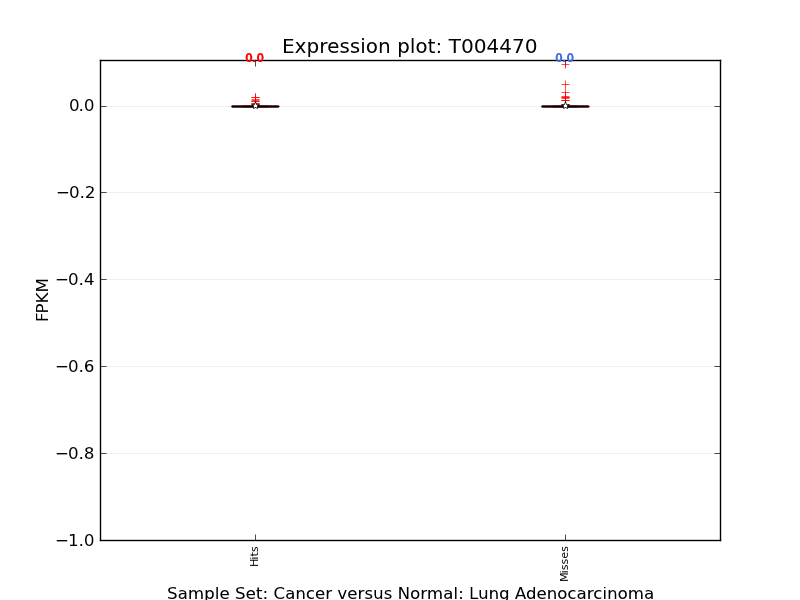 Expression plot: T004470
0.0 0.0
0.0
−0.2
−0.4
−0.6
−0.8
−1.0
FPKM
Hits Misses
Sample Set: Cancer versus Normal: Lung Adenocarcinoma